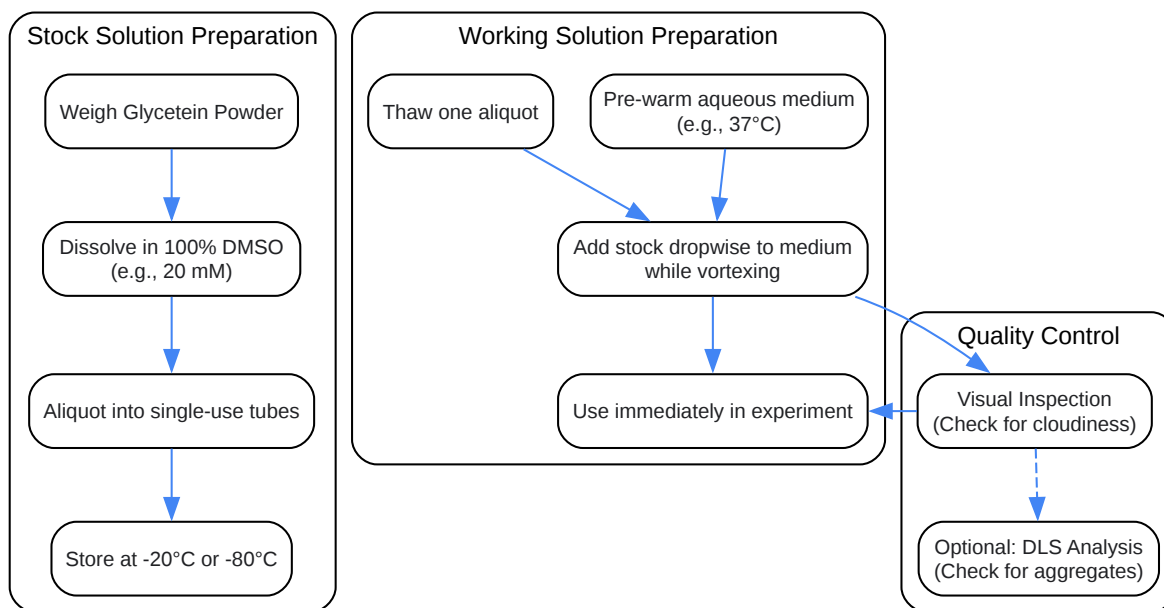 Stock Solution Preparation
Weigh Glycetein Powder
Dissolve in 100% DMSO
(e.g., 20 mM)
Aliquot into single-use tubes
Store at -20°C or -80°C
Working Solution Preparation
Thaw one aliquot
Pre-warm aqueous medium
(e.g., 37°C)
Add stock dropwise to medium
while vortexing
Use immediately in experiment
Quality Control
Visual Inspection
(Check for cloudiness)
Optional: DLS Analysis
(Check for aggregates)